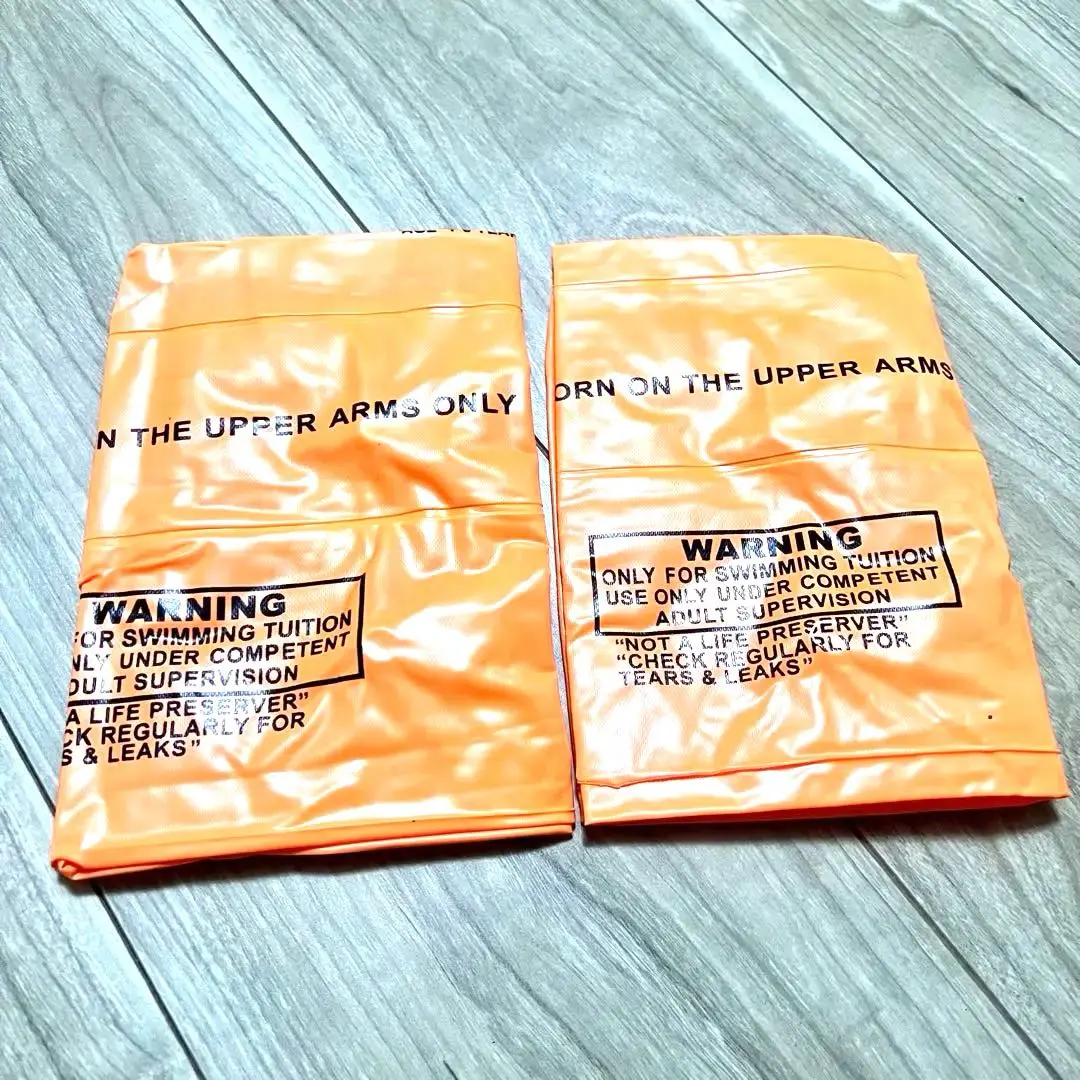 N THE UPPER ARMS ONLY
WARNING
FOR SWIMMING TUITION
NLY UNDER COMPETENT
DULT SUPERVISION
A LIFE PRESERVER”
CK REGULARLY FOR
S & LEAKS”
ORN ON THE UPPER ARMS
WARNING
ONLY FOR SWIMMING TUITION
USE ONLY UNDER COMPETENT
ADULT SUPERVISION
“NOT A LIFE PRESERVER”
“CHECK REGULARLY FOR
TEARS & LEAKS”